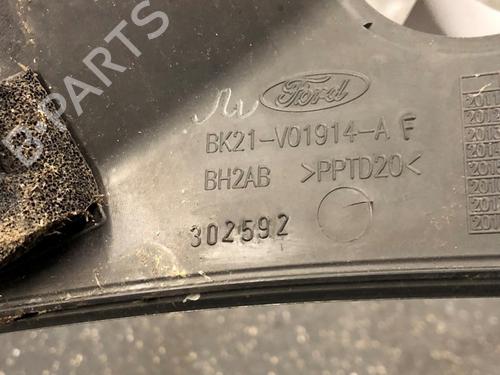 B-PARTS
Ford
BK21-V01914-A F
BH2AB >PPTD20<
302592